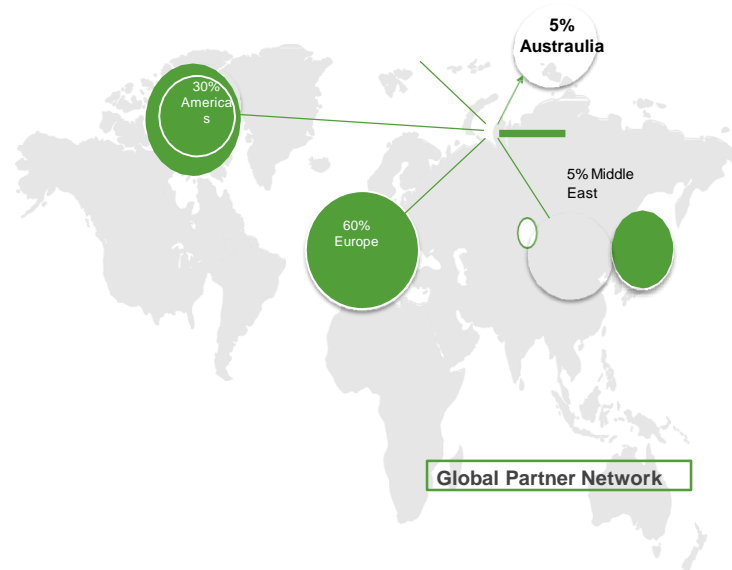 5%
Austraulia
30%
America
s
5% Middle
East
60%
Europe
Global Partner Network